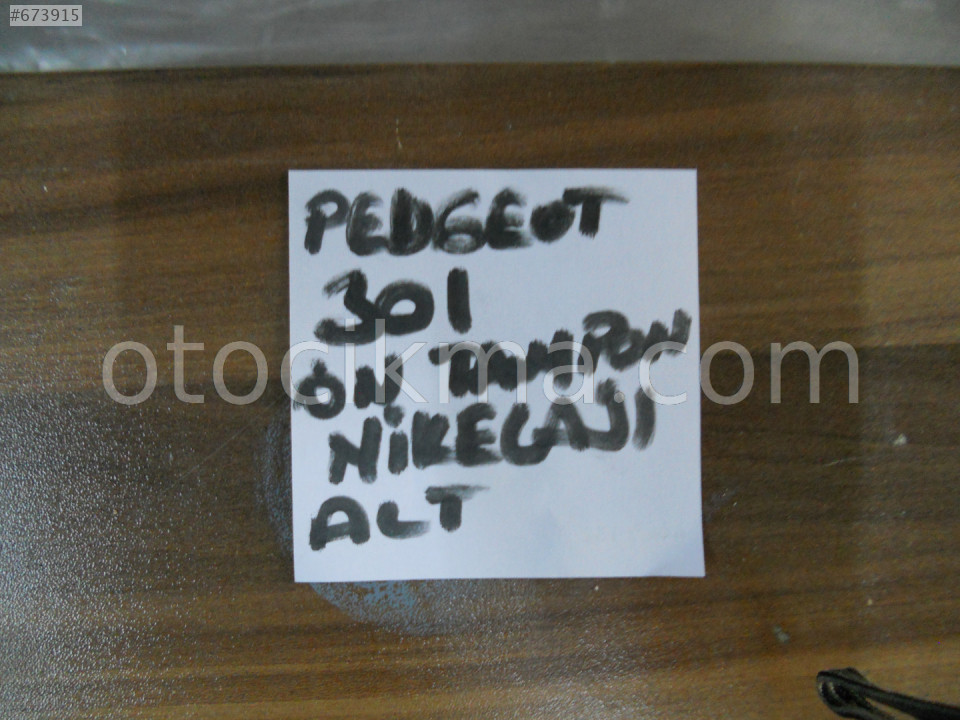 #673915
PEUGEOT
301
ÖN TAMPON
NİKELAJI
ALT
otocikma.com